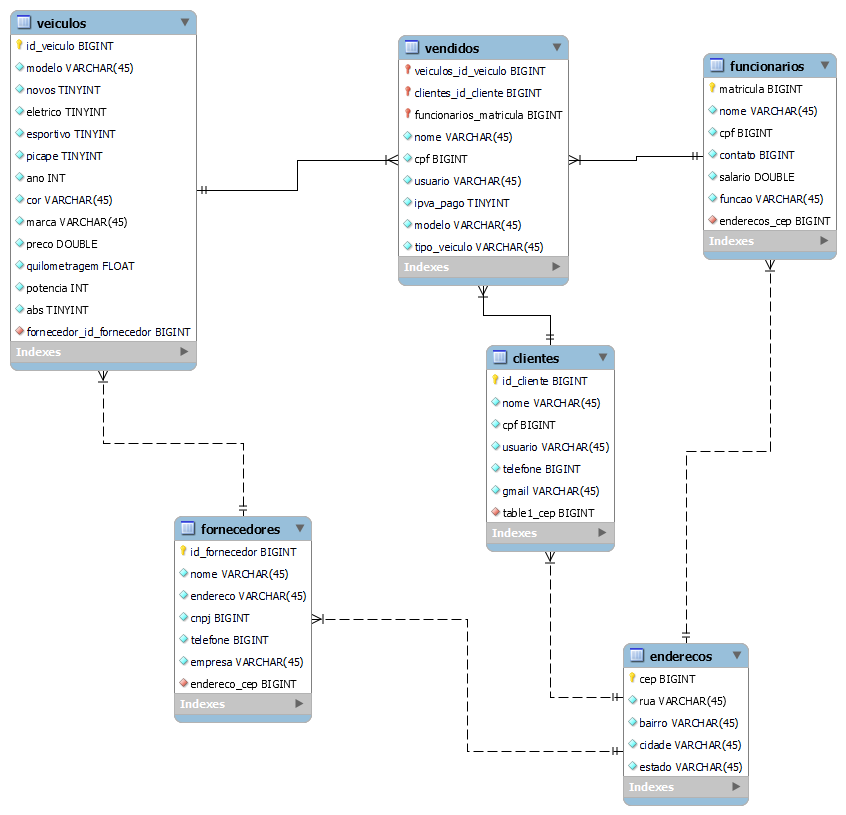 veiculos
id_veiculo BIGINT
modelo VARCHAR(45)
novos TINYINT
eletrico TINYINT
esportivo TINYINT
picape TINYINT
ano INT
cor VARCHAR(45)
marca VARCHAR(45)
preco DOUBLE
quilometragem FLOAT
potencia INT
abs TINYINT
fornecedor_id_fornecedor BIGINT
Indexes
vendidos
veiculos_id_veiculo BIGINT
clientes_id_cliente BIGINT
funcionarios_matricula BIGINT
nome VARCHAR(45)
cpf BIGINT
usuario VARCHAR(45)
ipva_pago TINYINT
modelo VARCHAR(45)
tipo_veiculo VARCHAR(45)
Indexes
funcionarios
matricula BIGINT
nome VARCHAR(45)
cpf BIGINT
contato BIGINT
salario DOUBLE
funcao VARCHAR(45)
enderecos_cep BIGINT
Indexes
clientes
id_cliente BIGINT
nome VARCHAR(45)
cpf BIGINT
usuario VARCHAR(45)
telefone BIGINT
gmail VARCHAR(45)
table1_cep BIGINT
Indexes
fornecedores
id_fornecedor BIGINT
nome VARCHAR(45)
endereco VARCHAR(45)
cnpj BIGINT
telefone BIGINT
empresa VARCHAR(45)
endereco_cep BIGINT
Indexes
enderecos
cep BIGINT
rua VARCHAR(45)
bairro VARCHAR(45)
cidade VARCHAR(45)
estado VARCHAR(45)
Indexes